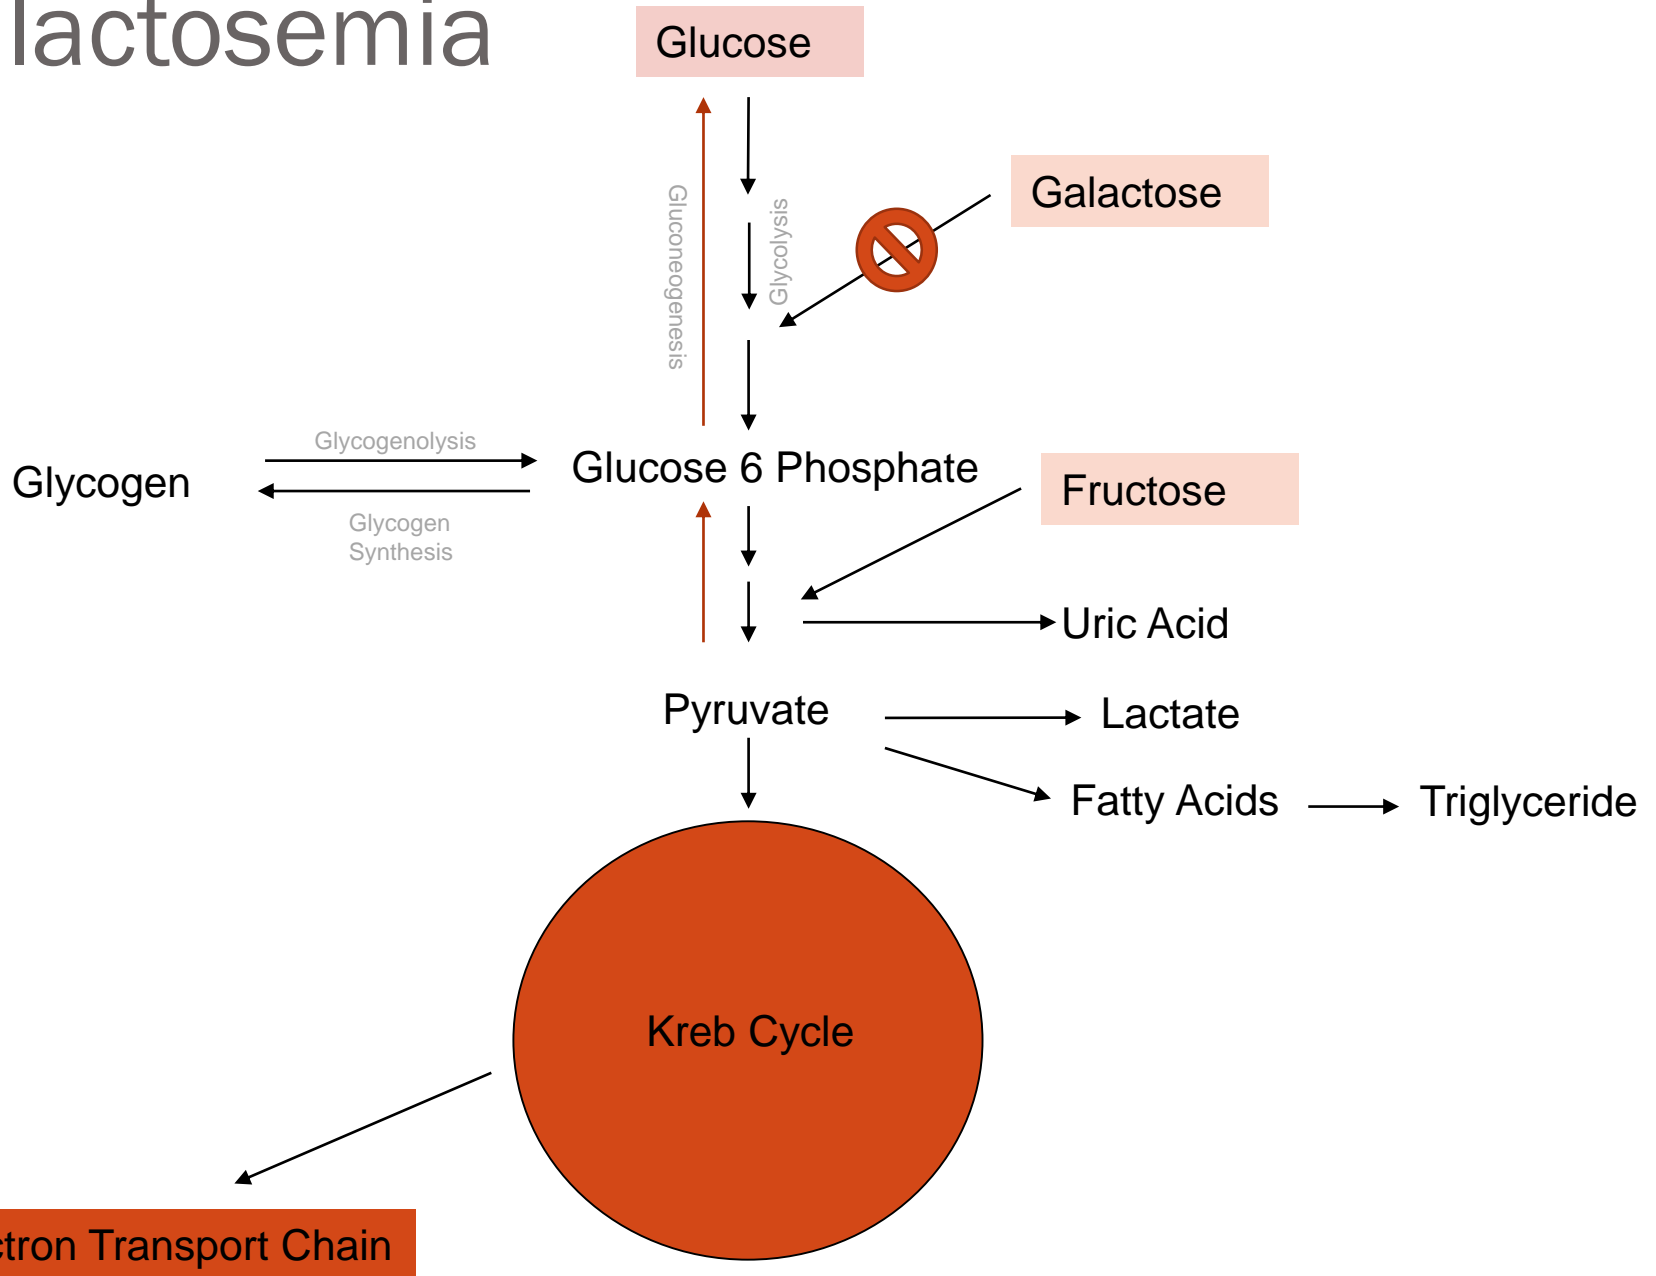 lactosemia
Glucose
Galactose
Gluconeogenesis
Glycolysis
Glycogenolysis
Glycogen
Glucose 6 Phosphate
Fructose
Glycogen
Synthesis
Uric Acid
Pyruvate
Lactate
Fatty Acids
Triglyceride
Kreb Cycle
ctron Transport Chain